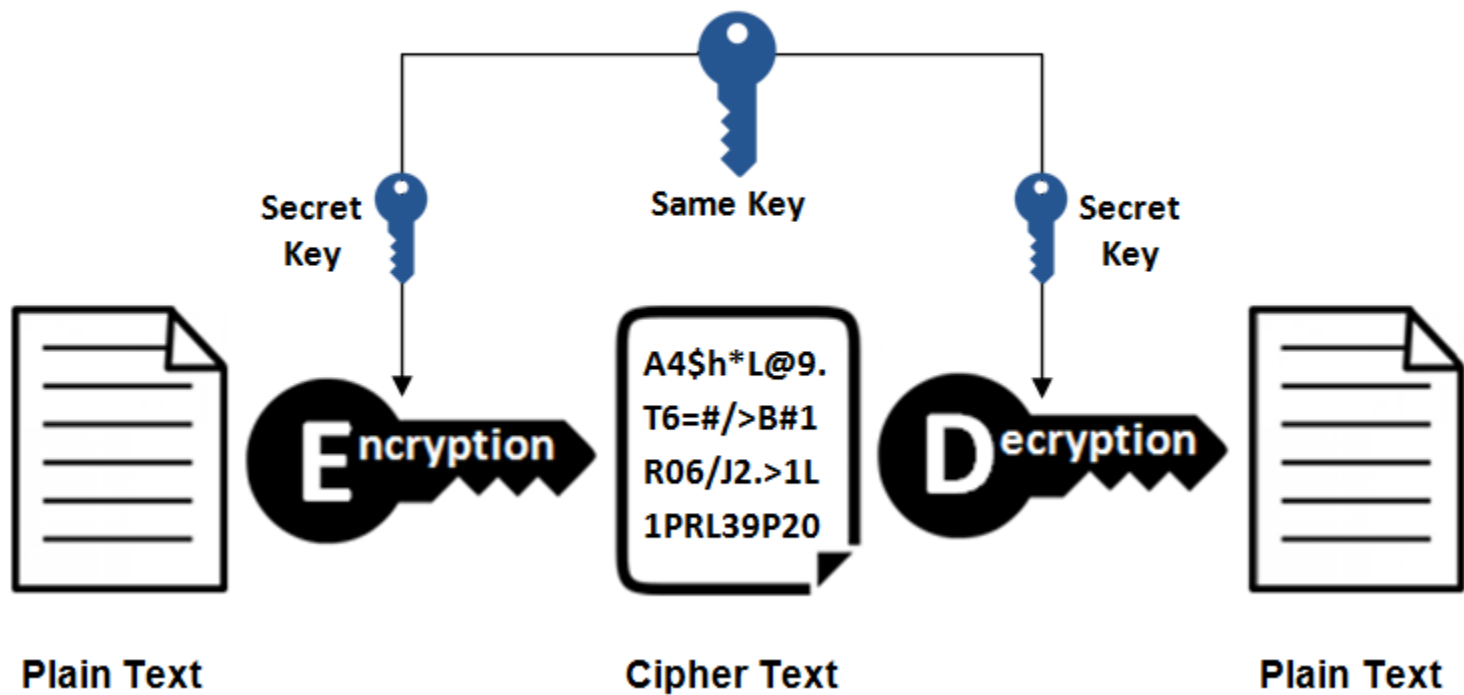 Same Key
Secret
Key
Secret
Key
Encryption
A4$h*L@9.
T6=#/>B#1
R06/J2.>1L
1PRL39P20
Decryption
Plain Text
Cipher Text
Plain Text